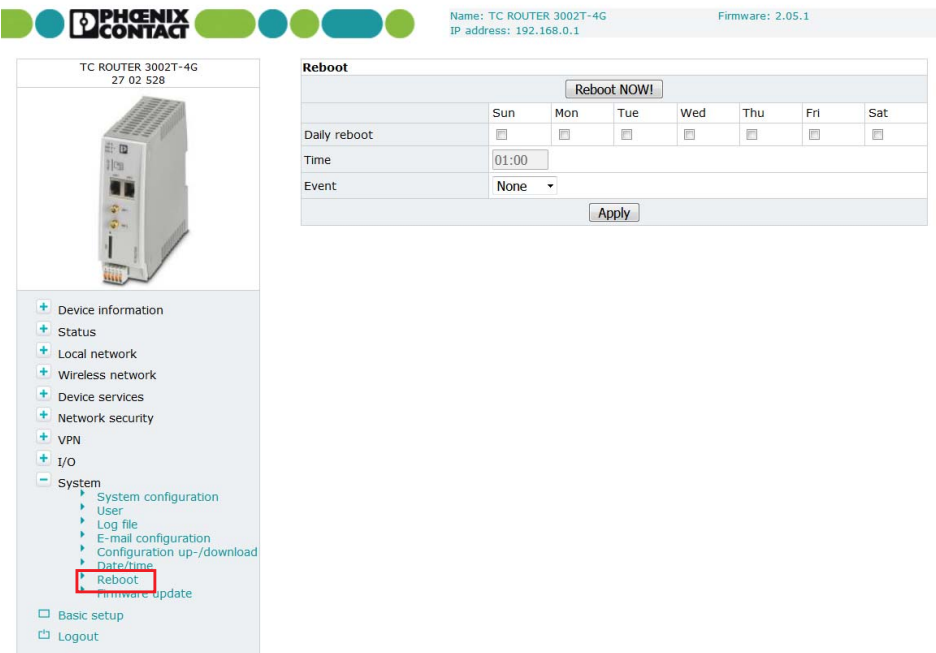 PHŒNIX
CONTACT
Name: TC ROUTER 3002T-4G Firmware: 2.05.1
IP address: 192.168.0.1
TC ROUTER 3002T-4G
27 02 528
Reboot
Reboot NOW!
Sun Mon Tue Wed Thu Fri Sat
Daily reboot
Time 01:00
Event None
Apply
Device information
Status
Local network
Wireless network
Device services
Network security
VPN
I/O
System
System configuration
User
Log file
E-mail configuration
Configuration up-/download
Date/time
Reboot
Firmware update
Basic setup
Logout